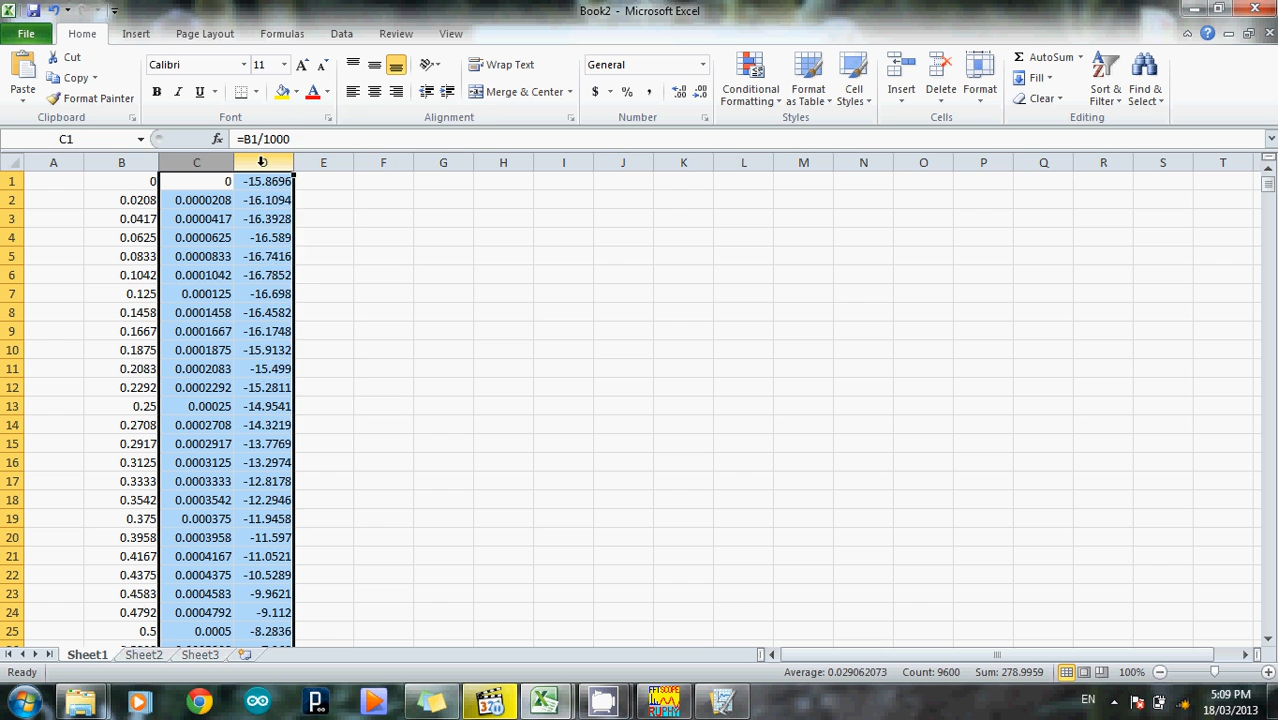 Book2 - Microsoft Excel
File Home Insert Page Layout Formulas Data Review View
Paste
Cut
Copy
Format Painter
Clipboard
Calibri 11
B I U A
Font
Wrap Text
Merge & Center
Alignment
General
$ % ,
Number
Conditional Formatting
Format as Table
Cell Styles
Styles
Insert Delete Format
Cells
Σ AutoSum
Fill
Clear
Sort & Filter
Find & Select
Editing
C1 fx =B1/1000
A B C D E F G H I J K L M N O P Q R S T
1 0 0 -15.8696
2 0.0208 0.0000208 -16.1094
3 0.0417 0.0000417 -16.3928
4 0.0625 0.0000625 -16.589
5 0.0833 0.0000833 -16.7416
6 0.1042 0.0001042 -16.7852
7 0.125 0.000125 -16.698
8 0.1458 0.0001458 -16.4582
9 0.1667 0.0001667 -16.1748
10 0.1875 0.0001875 -15.9132
11 0.2083 0.0002083 -15.499
12 0.2292 0.0002292 -15.2811
13 0.25 0.00025 -14.9541
14 0.2708 0.0002708 -14.3219
15 0.2917 0.0002917 -13.7769
16 0.3125 0.0003125 -13.2974
17 0.3333 0.0003333 -12.8178
18 0.3542 0.0003542 -12.2946
19 0.375 0.000375 -11.9458
20 0.3958 0.0003958 -11.597
21 0.4167 0.0004167 -11.0521
22 0.4375 0.0004375 -10.5289
23 0.4583 0.0004583 -9.9621
24 0.4792 0.0004792 -9.112
25 0.5 0.0005 -8.2836
Sheet1 Sheet2 Sheet3
Ready Average: 0.029062073 Count: 9600 Sum: 278.9959 100%
320
FFTSCOPE
EN 5:09 PM
18/03/2013